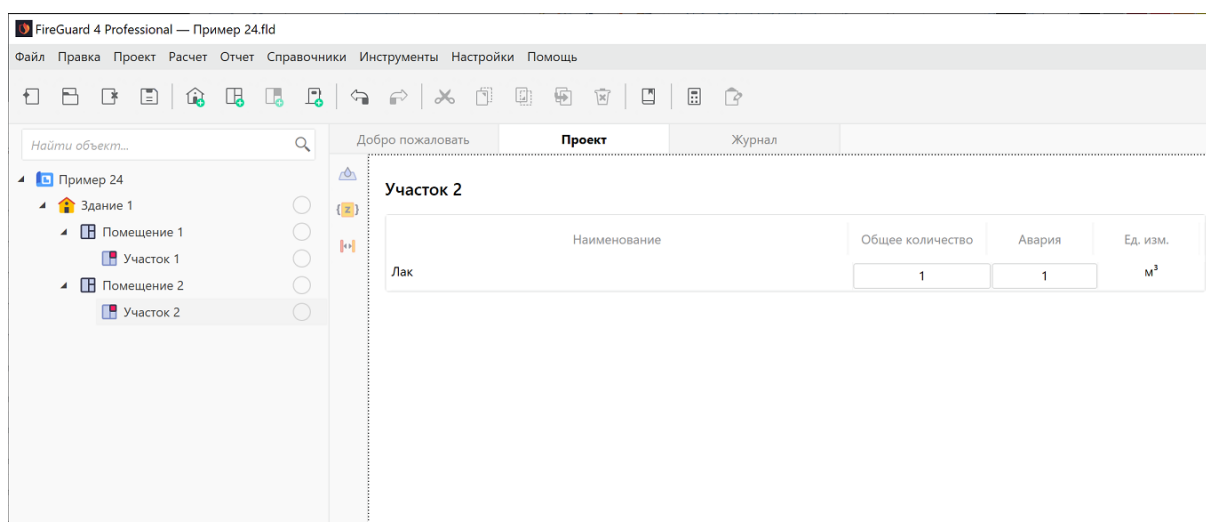 FireGuard 4 Professional — Пример 24.fld
Файл Правка Проект Расчет Отчет Справочники Инструменты Настройки Помощь
Найти объект...
Добро пожаловать Проект Журнал
Пример 24
Здание 1
Помещение 1
Участок 1
Помещение 2
Участок 2
{z}
Участок 2
Наименование Общее количество Авария Ед. изм.
Лак 1 1 м³